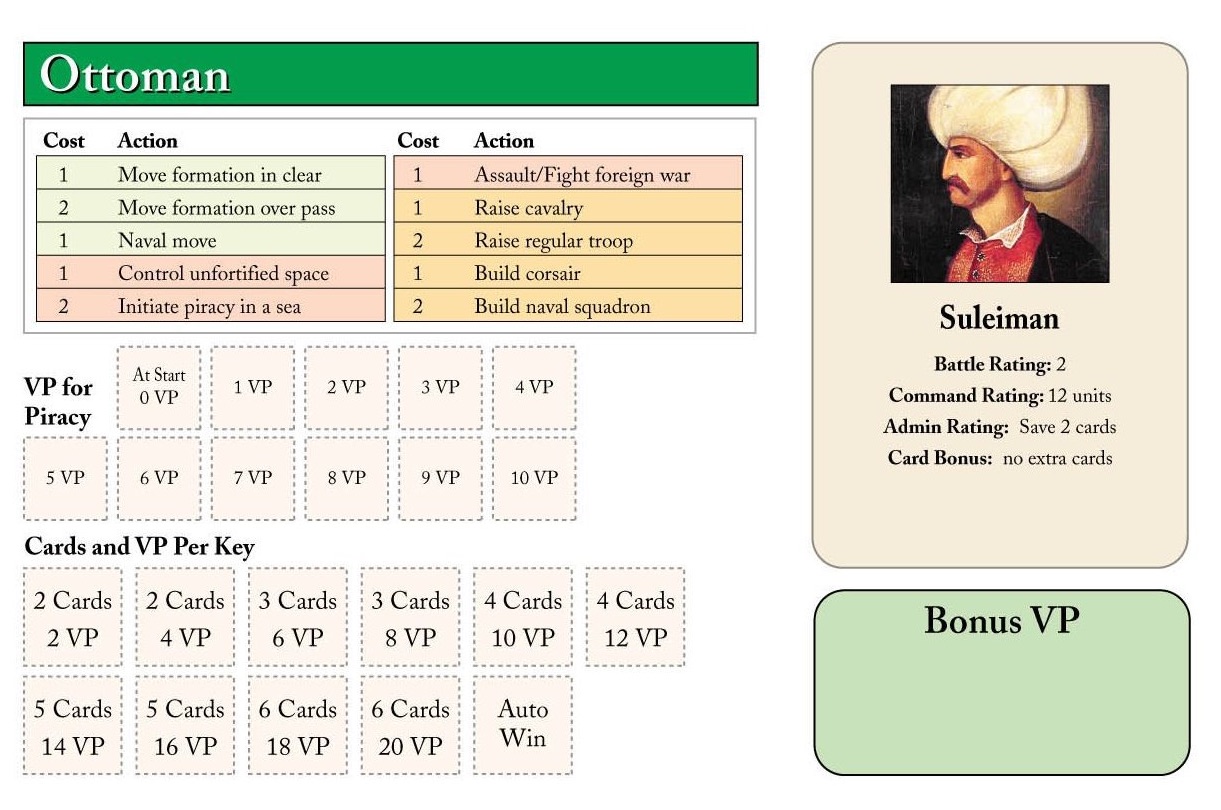 Ottoman
Cost Action
1 Move formation in clear
2 Move formation over pass
1 Naval move
1 Control unfortified space
2 Initiate piracy in a sea
Cost Action
1 Assault/Fight foreign war
1 Raise cavalry
2 Raise regular troop
1 Build corsair
2 Build naval squadron
VP for
Piracy
At Start
0 VP
1 VP
2 VP
3 VP
4 VP
5 VP
6 VP
7 VP
8 VP
9 VP
10 VP
Cards and VP Per Key
2 Cards
2 VP
2 Cards
4 VP
3 Cards
6 VP
3 Cards
8 VP
4 Cards
10 VP
4 Cards
12 VP
5 Cards
14 VP
5 Cards
16 VP
6 Cards
18 VP
6 Cards
20 VP
Auto
Win
Suleiman
Battle Rating: 2
Command Rating: 12 units
Admin Rating: Save 2 cards
Card Bonus: no extra cards
Bonus VP